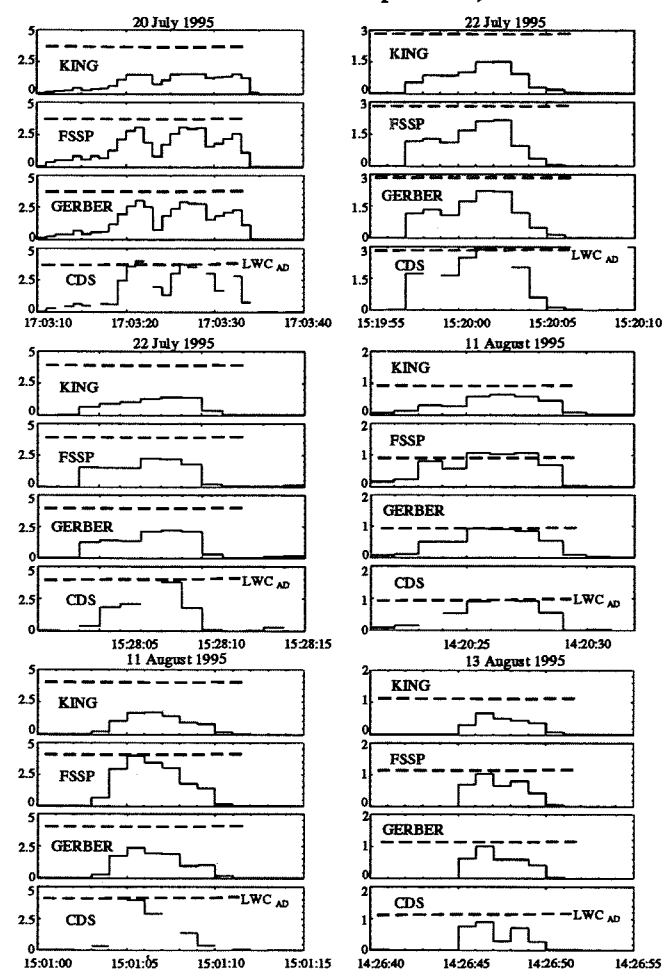 20 July 1995
5
2.5
0
KING
5
2.5
0
FSSP
5
2.5
0
GERBER
5
2.5
0
CDS
LWC AD
17:03:10 17:03:20 17:03:30 17:03:40
22 July 1995
3
1.5
0
KING
3
1.5
0
FSSP
3
1.5
0
GERBER
3
1.5
0
CDS
LWC AD
15:19:55 15:20:00 15:20:05 15:20:10
22 July 1995
5
2.5
0
KING
5
2.5
0
FSSP
5
2.5
0
GERBER
5
2.5
0
CDS
LWC AD
15:28:05 15:28:10 15:28:15
11 August 1995
2
1
0
KING
2
1
0
FSSP
2
1
0
GERBER
2
1
0
CDS
LWC AD
14:20:25 14:20:30
11 August 1995
5
2.5
0
KING
5
2.5
0
FSSP
5
2.5
0
GERBER
5
2.5
0
CDS
LWC AD
15:01:00 15:01:05 15:01:10 15:01:15
13 August 1995
2
1
0
KING
2
1
0
FSSP
2
1
0
GERBER
2
1
0
CDS
LWC AD
14:26:40 14:26:45 14:26:50 14:26:55